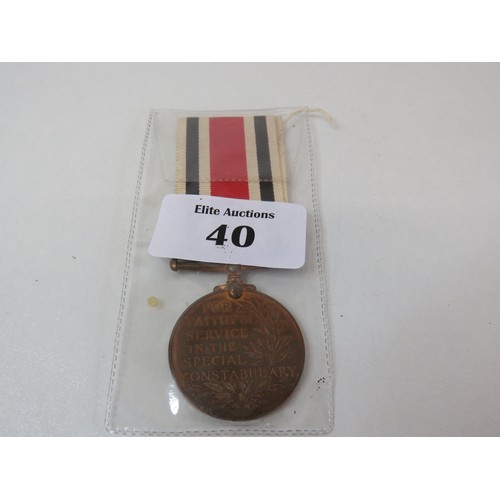 Elite Auctions
40
FOR
FAITHFUL
SERVICE
IN THE
SPECIAL
CONSTABULARY.